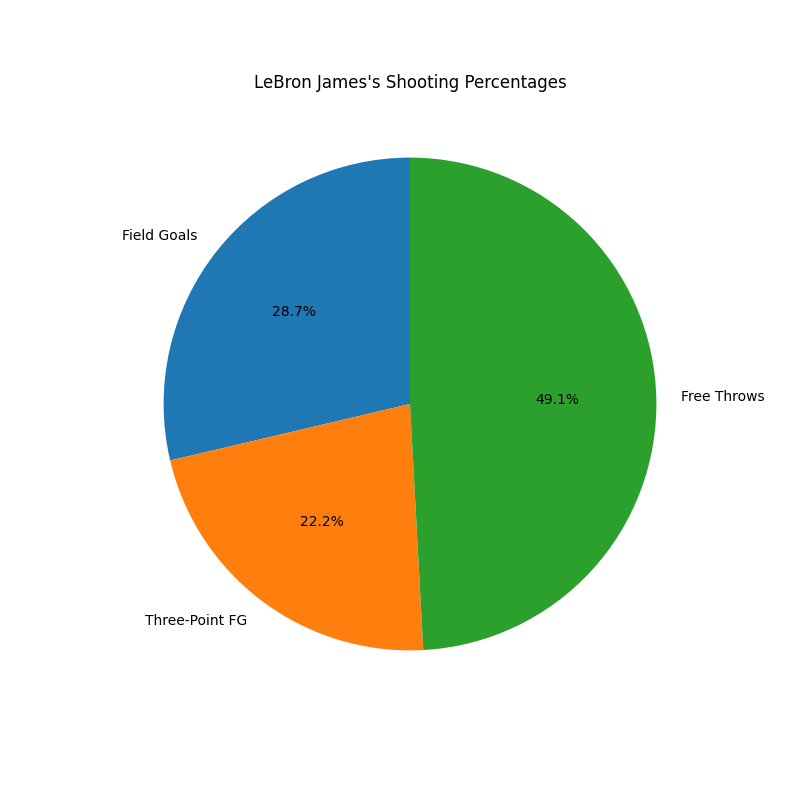 LeBron James's Shooting Percentages
Field Goals
28.7%
49.1%
Free Throws
22.2%
Three-Point FG